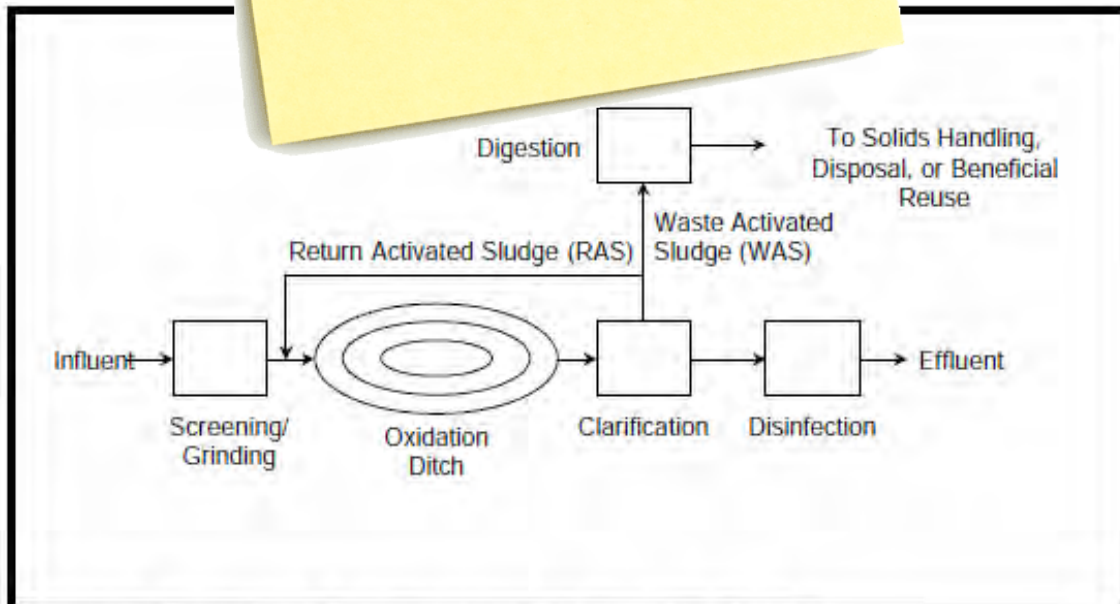 Digestion
To Solids Handling,
Disposal, or Beneficial
Reuse
Waste Activated
Sludge (WAS)
Return Activated Sludge (RAS)
Influent
Effluent
Screening/
Grinding
Oxidation
Ditch
Clarification
Disinfection